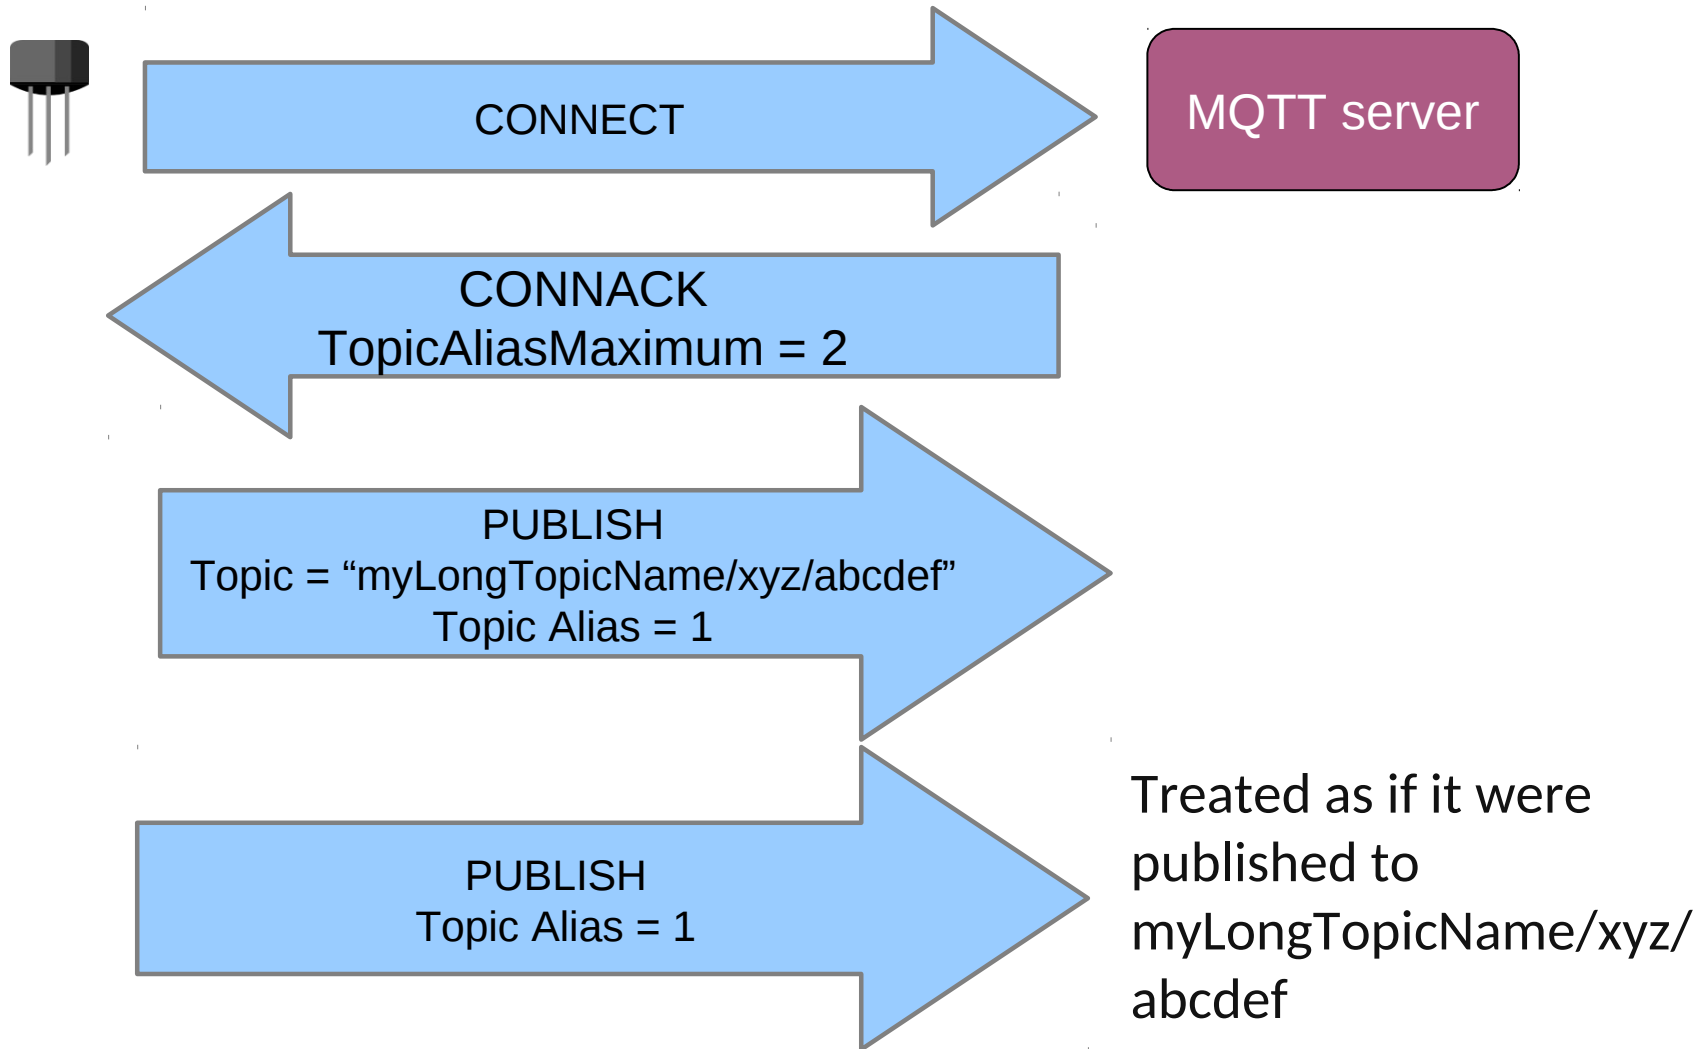 CONNECT
MQTT server
CONNACK
TopicAliasMaximum = 2
PUBLISH
Topic = “myLongTopicName/xyz/abcdef”
Topic Alias = 1
PUBLISH
Topic Alias = 1
Treated as if it were
published to
myLongTopicName/xyz/
abcdef